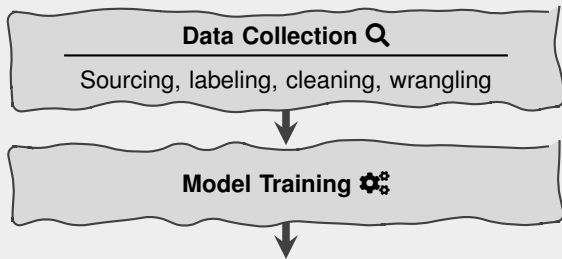 Data Collection
Sourcing, labeling, cleaning, wrangling
Model Training